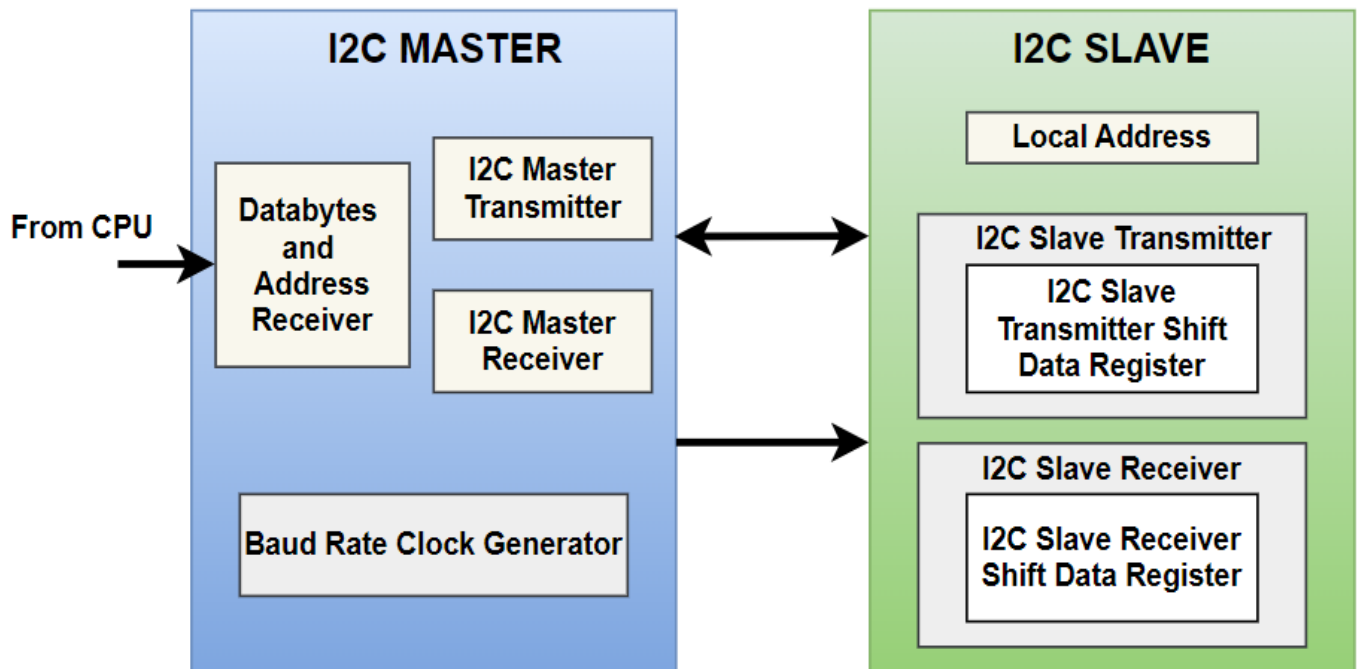 I2C MASTER
From CPU
Databytes
and
Address
Receiver
I2C Master
Transmitter
I2C Master
Receiver
Baud Rate Clock Generator
I2C SLAVE
Local Address
I2C Slave Transmitter
I2C Slave
Transmitter Shift
Data Register
I2C Slave Receiver
I2C Slave Receiver
Shift Data Register